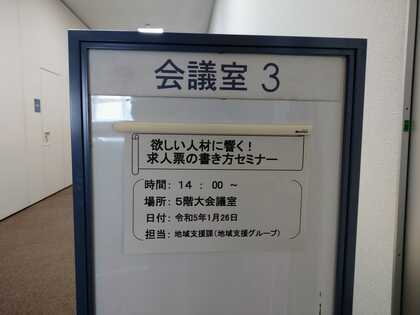 会議室 3
欲しい人材に響く！
求人票の書き方セミナー
時間： 14 ： 00 ～
場所： 5階大会議室
日付： 令和5年1月26日
担当： 地域支援課（地域支援グループ）